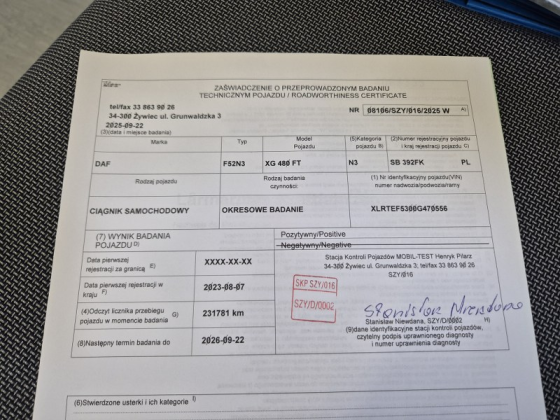 ZAŚWIADCZENIE O PRZEPROWADZONYM BADANIU
TECHNICZNYM POJAZDU / ROADWORTHINESS CERTIFICATE
tel/fax 33 863 90 26
34-300 Żywiec ul. Grunwaldzka 3
2025-09-22
(3)(data i miejsce badania)
NR 06106/SZY/016/2025 W A)
Marka
Typ
Model
Pojazdu
(5)Kategoria
pojazdu B)
(2)Numer rejestracyjny pojazdu
i kraj rejestracji pojazdu C)
DAF
F52N3
XG 480 FT
N3
SB 392FK PL
Rodzaj pojazdu
Rodzaj badania
czynności
(1) Nr identyfikacyjny pojazdu(VIN)
numer nadwozia/podwozia/ramy
CIĄGNIK SAMOCHODOWY
OKRESOWE BADANIE
XLRTEF5300G470556
(7) WYNIK BADANIA
POJAZDU D)
Pozytywny/Positive
Negatywny/Negative
Data pierwszej
rejestracji za granicą E)
XXXX-XX-XX
Data pierwszej rejestracji w
kraju F)
2023-08-07
(4)Odczyt licznika przebiegu
pojazdu w momencie badania G)
231781 km
(8)Następny termin badania do
2026-09-22
Stacja Kontroli Pojazdów MOBIL-TEST Henryk Pilarz
34-300 Żywiec ul. Grunwaldzka 3; tel/fax 33 863 90 26
SZY/016
SKP SZY/016
SZY/D/0002
Stanisław Niewdana, SZY/D/0002 H)
(9)dane identyfikacyjne stacji kontroli pojazdów,
czytelny podpis uprawnionego diagnosty
i numer uprawnienia diagnosty
(6)Stwierdzone usterki i ich kategorie I)